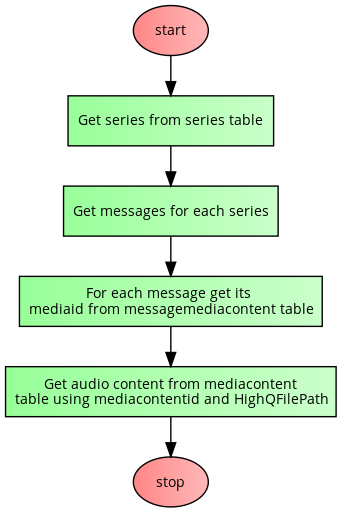 start
Get series from series table
Get messages for each series
For each message get its
mediaid from messagemediacontent table
Get audio content from mediacontent
table using mediacontentid and HighQFilePath
stop